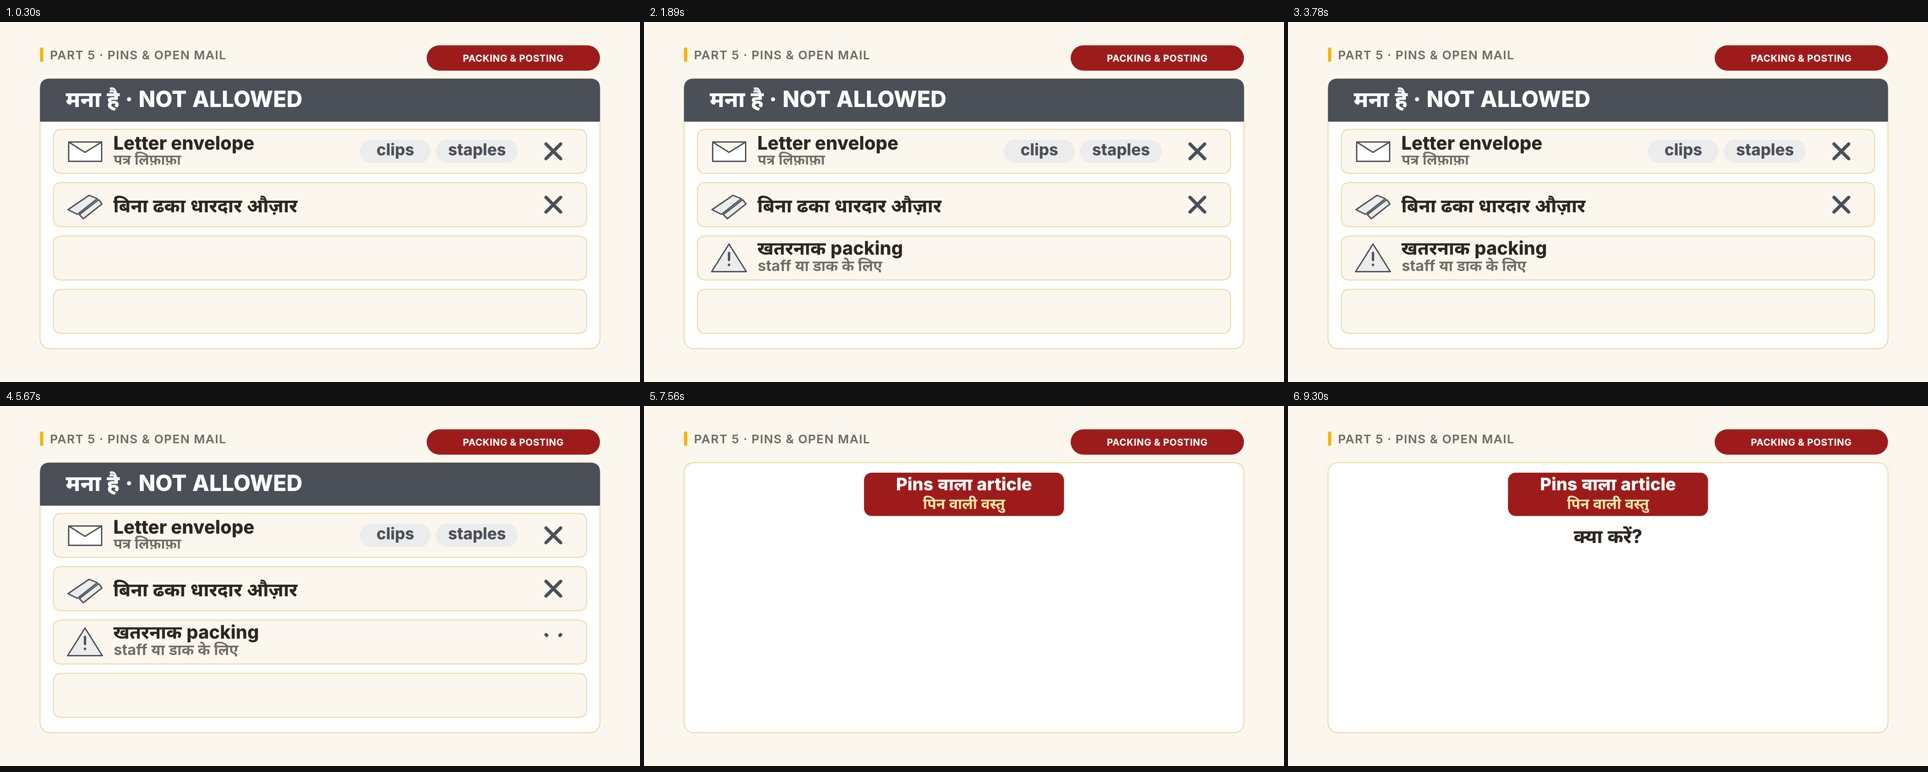 1. 0.30s
PART 5 · PINS & OPEN MAIL
PACKING & POSTING
मना है · NOT ALLOWED
Letter envelope
पत्र लिफ़ाफ़ा
clips
staples
बिना ढका धारदार औज़ार
2. 1.89s
PART 5 · PINS & OPEN MAIL
PACKING & POSTING
मना है · NOT ALLOWED
Letter envelope
पत्र लिफ़ाफ़ा
clips
staples
बिना ढका धारदार औज़ार
खतरनाक packing
staff या डाक के लिए
3. 3.78s
PART 5 · PINS & OPEN MAIL
PACKING & POSTING
मना है · NOT ALLOWED
Letter envelope
पत्र लिफ़ाफ़ा
clips
staples
बिना ढका धारदार औज़ार
खतरनाक packing
staff या डाक के लिए
4. 5.67s
PART 5 · PINS & OPEN MAIL
PACKING & POSTING
मना है · NOT ALLOWED
Letter envelope
पत्र लिफ़ाफ़ा
clips
staples
बिना ढका धारदार औज़ार
खतरनाक packing
staff या डाक के लिए
5. 7.56s
PART 5 · PINS & OPEN MAIL
PACKING & POSTING
Pins वाला article
पिन वाली वस्तु
6. 9.30s
PART 5 · PINS & OPEN MAIL
PACKING & POSTING
Pins वाला article
पिन वाली वस्तु
क्या करें?